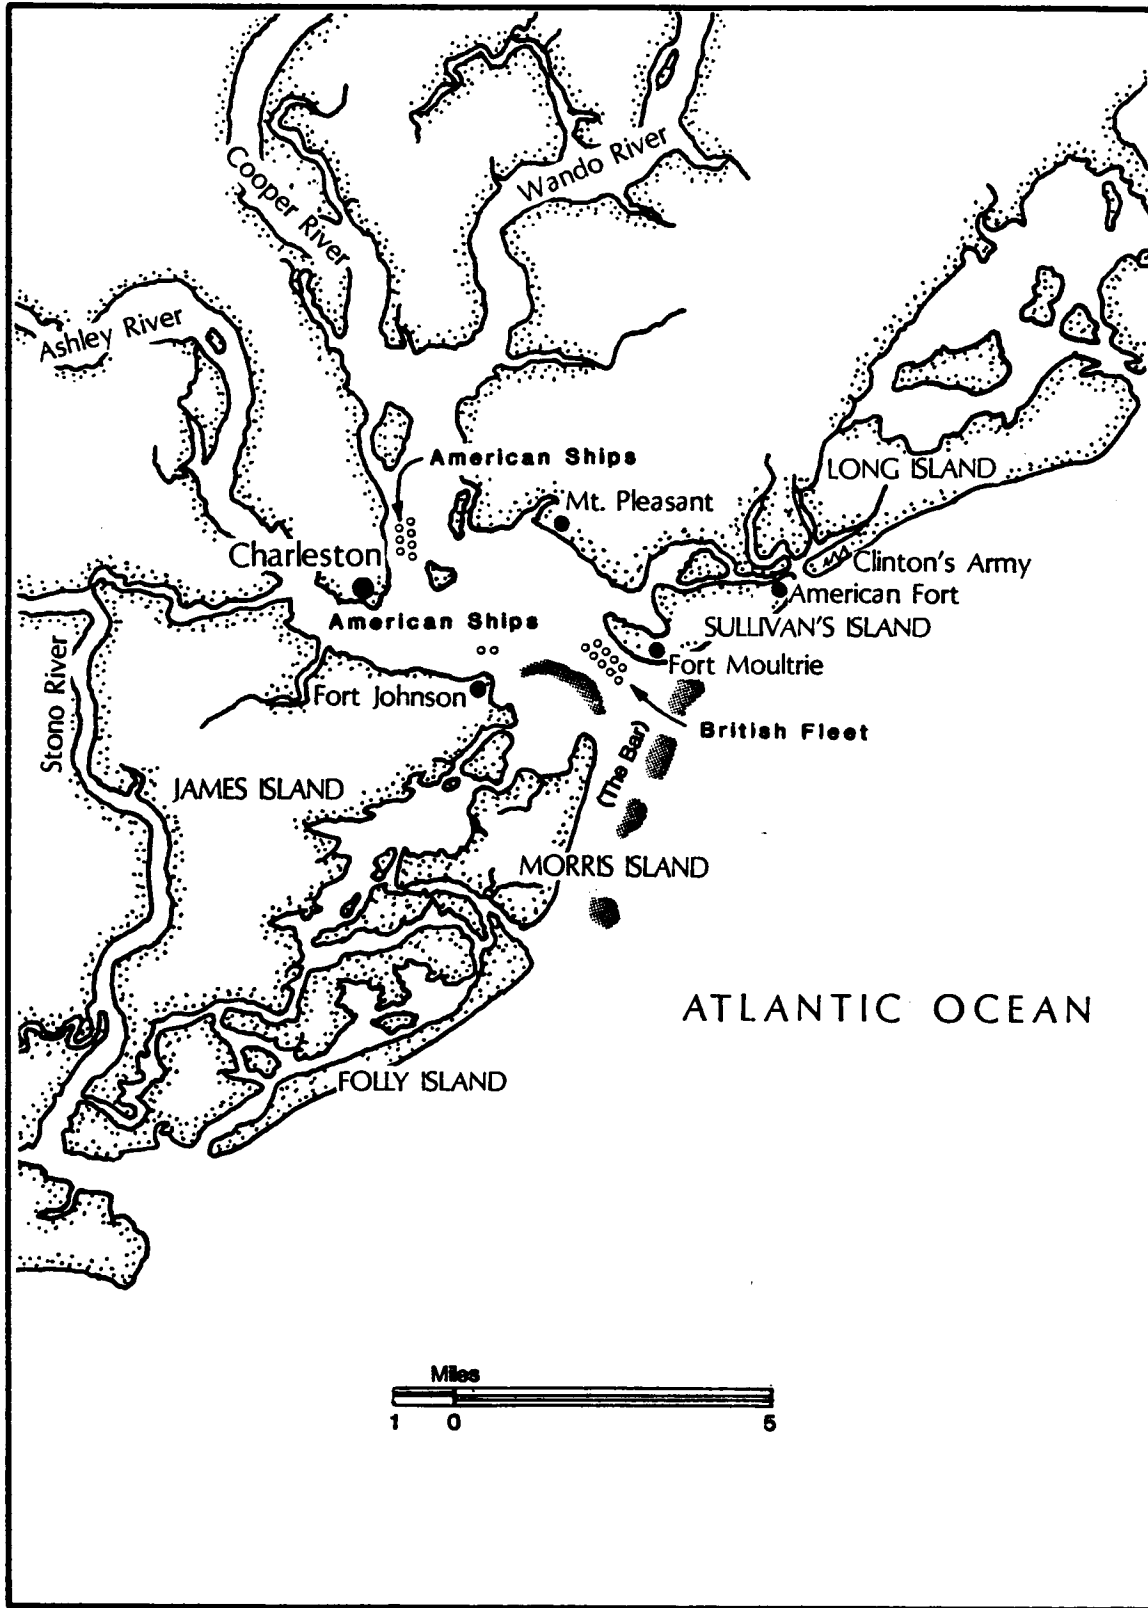 Cooper River
Wando River
Ashley River
American Ships
LONG ISLAND
Mt. Pleasant
Charleston
Clinton's Army
American Fort
American Ships
SULLIVAN'S ISLAND
Fort Moultrie
Stono River
Fort Johnson
British Fleet
(The Bar)
JAMES ISLAND
MORRIS ISLAND
ATLANTIC OCEAN
FOLLY ISLAND
Miles
1 0 5